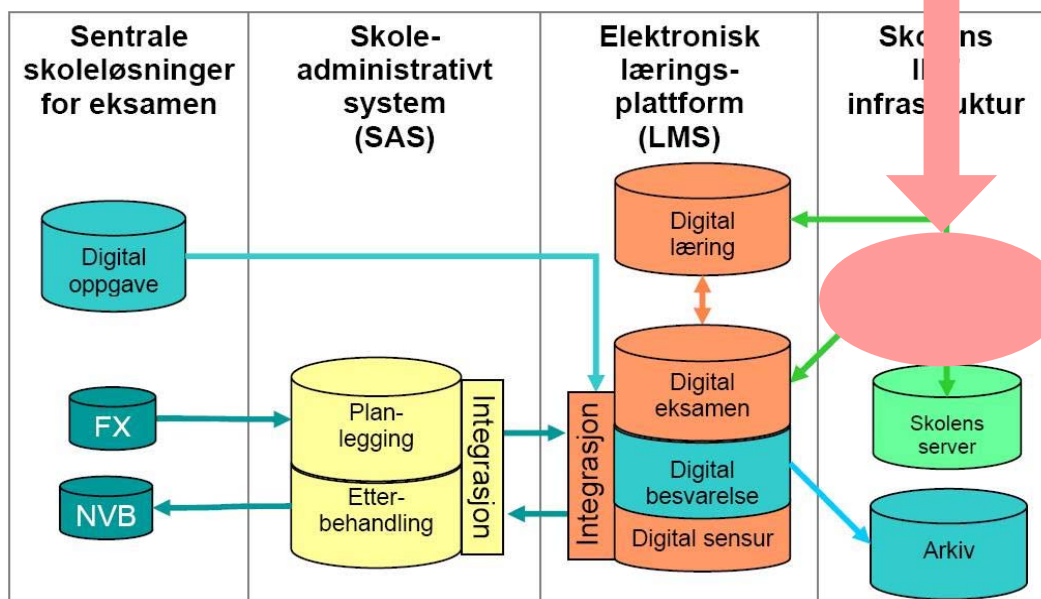 Sentrale
skoleløsninger
for eksamen
Skole-
administrativt
system
(SAS)
Elektronisk
lærings-
plattform
(LMS)
infrastruktur
Digital
oppgave
FX
NVB
Plan-
legging
Etter-
behandling
Integrasjon
Integrasjon
Digital
læring
Digital
eksamen
Digital
besvarelse
Digital sensur
Skolens
server
Arkiv